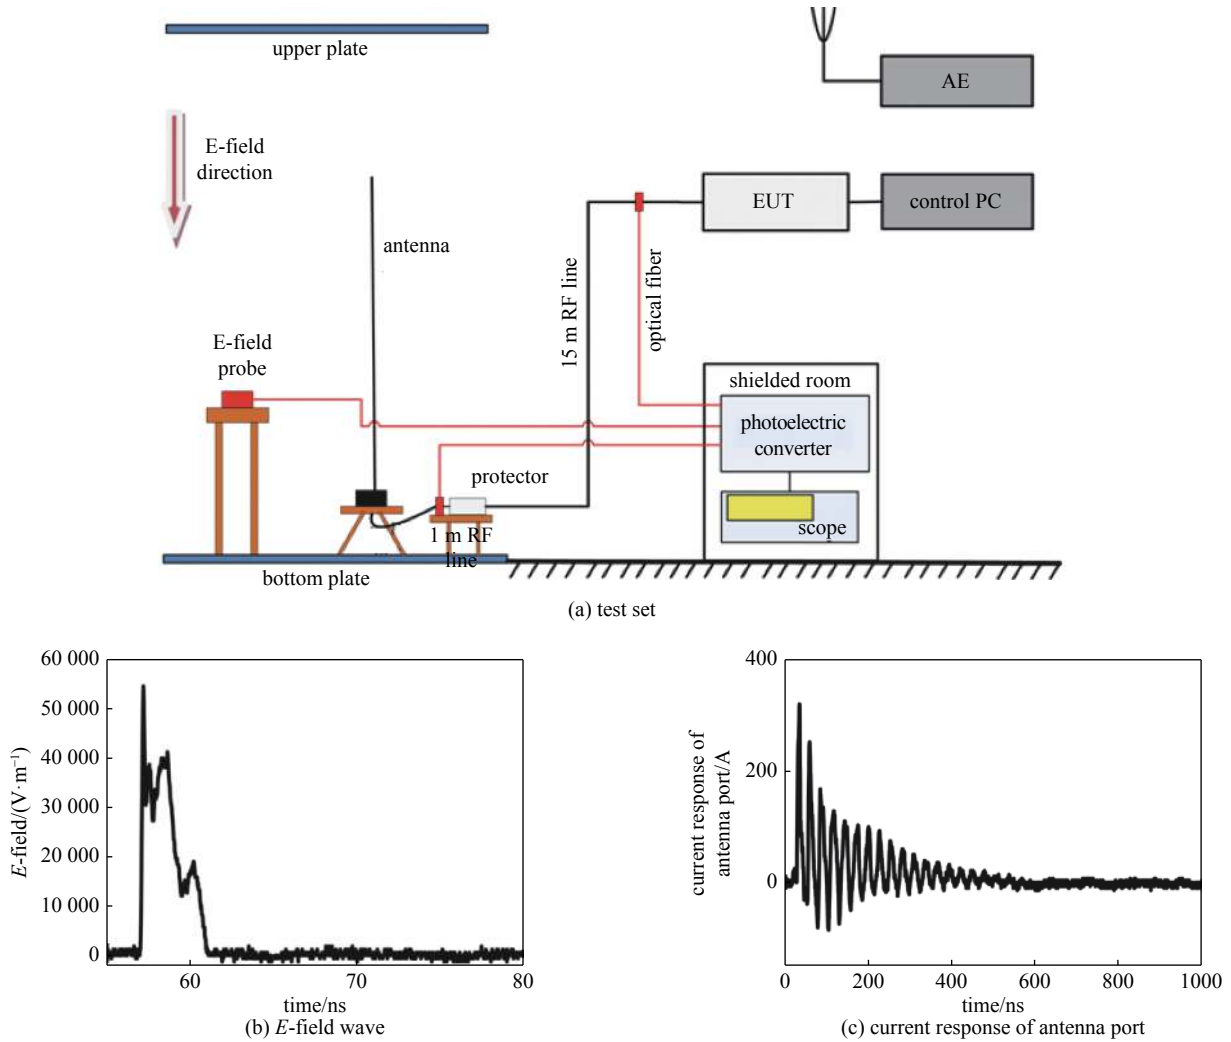 upper plate
AE
E-field
direction
EUT
control PC
antenna
15 m RF line
optical fiber
E-field
probe
shielded room
photoelectric
converter
protector
scope
1 m RF
line
bottom plate
(a) test set
60 000
50 000
40 000
30 000
20 000
10 000
0
E-field/(V·m⁻¹)
60
70
80
time/ns
(b) E-field wave
400
200
0
current response of
antenna port/A
0
200
400
600
800
1000
time/ns
(c) current response of antenna port